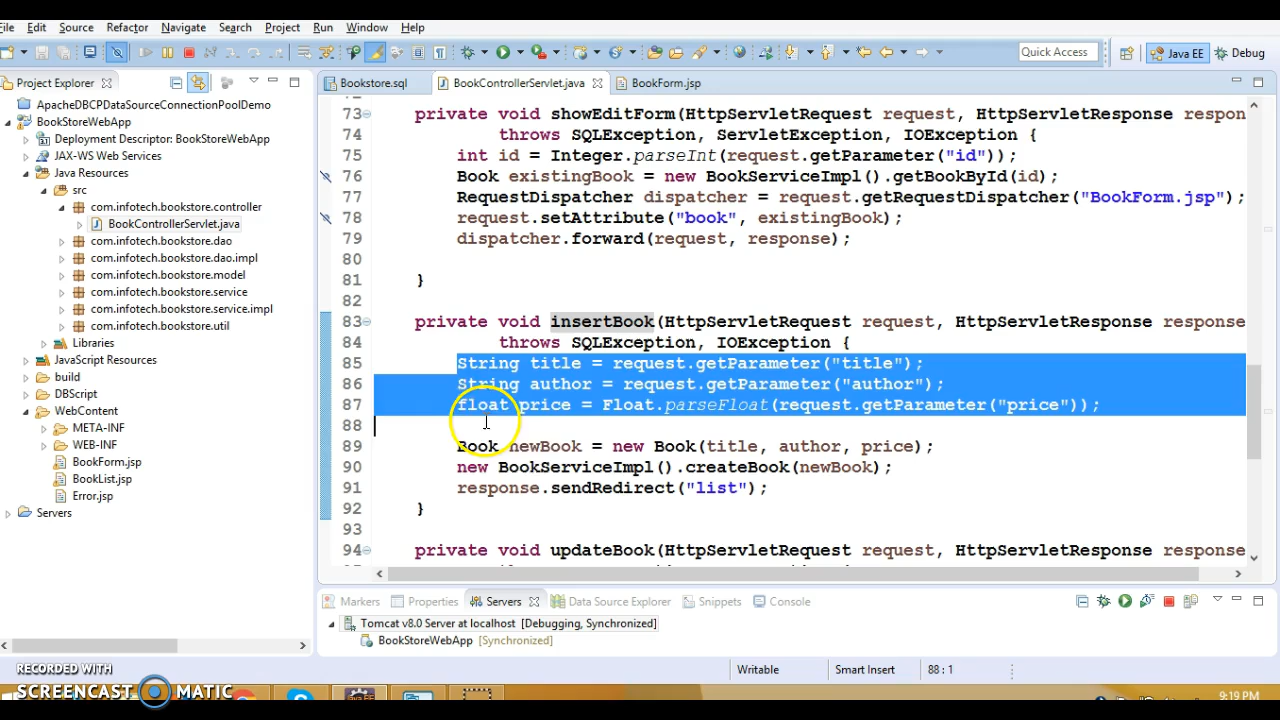 File Edit Source Refactor Navigate Search Project Run Window Help
Quick Access Java EE Debug
Project Explorer
Bookstore.sql BookControllerServlet.java BookForm.jsp
ApacheDBCPDataSourceConnectionPoolDemo
BookStoreWebApp
Deployment Descriptor: BookStoreWebApp
JAX-WS Web Services
Java Resources
src
com.infotech.bookstore.controller
BookControllerServlet.java
com.infotech.bookstore.dao
com.infotech.bookstore.dao.impl
com.infotech.bookstore.model
com.infotech.bookstore.service
com.infotech.bookstore.service.impl
com.infotech.bookstore.util
Libraries
JavaScript Resources
build
DBScript
WebContent
META-INF
WEB-INF
BookForm.jsp
BookList.jsp
Error.jsp
Servers
73 private void showEditForm(HttpServletRequest request, HttpServletResponse respon
74 throws SQLException, ServletException, IOException {
75 int id = Integer.parseInt(request.getParameter("id"));
76 Book existingBook = new BookServiceImpl().getBookById(id);
77 RequestDispatcher dispatcher = request.getRequestDispatcher("BookForm.jsp");
78 request.setAttribute("book", existingBook);
79 dispatcher.forward(request, response);
80
81 }
82
83 private void insertBook(HttpServletRequest request, HttpServletResponse response
84 throws SQLException, IOException {
85 String title = request.getParameter("title");
86 String author = request.getParameter("author");
87 float price = Float.parseFloat(request.getParameter("price"));
88
89 Book newBook = new Book(title, author, price);
90 new BookServiceImpl().createBook(newBook);
91 response.sendRedirect("list");
92 }
93
94 private void updateBook(HttpServletRequest request, HttpServletResponse response
Markers Properties Servers Data Source Explorer Snippets Console
Tomcat v8.0 Server at localhost [Debugging, Synchronized]
BookStoreWebApp [Synchronized]
Writable Smart Insert 88 : 1
RECORDED WITH
SCREENCAST MATIC
9:19 PM